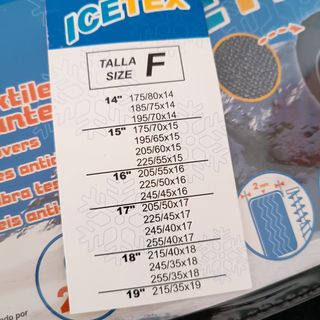 ICETEX
TALLA
SIZE F
14" 175/80x14
185/75x14
195/70x14
15" 175/70x15
195/65x15
205/60x15
225/55x15
16" 205/55x16
225/50x16
245/45x16
17" 205/50x17
225/45x17
245/40x17
255/40x17
18" 215/40x18
245/35x18
255/35x18
19" 215/35x19
2 mm